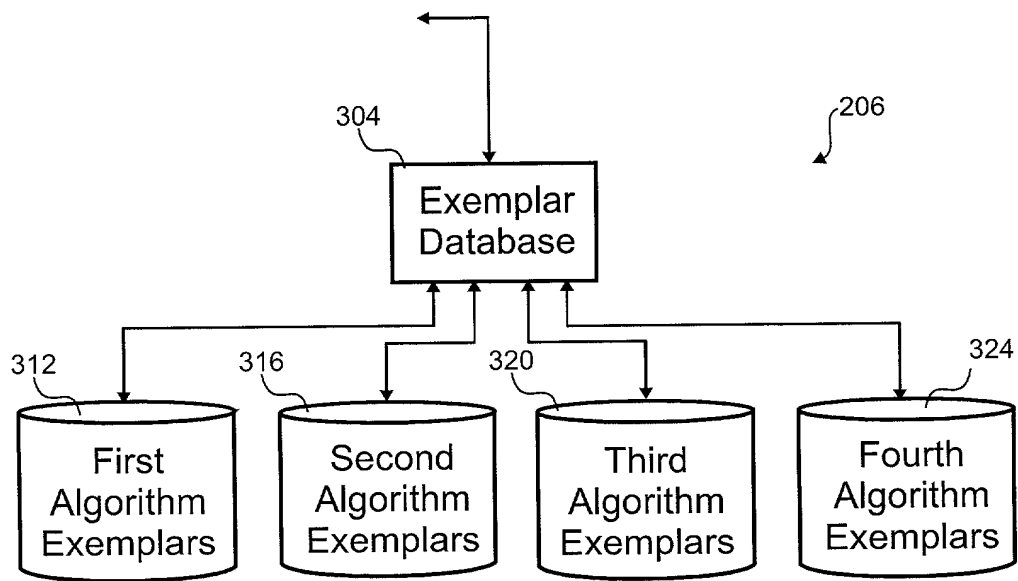 304
206
Exemplar
Database
312
316
320
324
First
Algorithm
Exemplars
Second
Algorithm
Exemplars
Third
Algorithm
Exemplars
Fourth
Algorithm
Exemplars